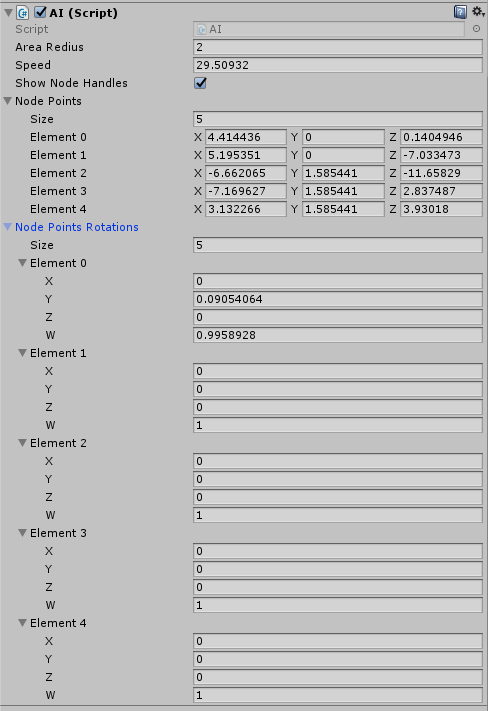 AI (Script)
Script AI
Area Radius 2
Speed 29.50932
Show Node Handles
Node Points
Size 5
Element 0 X 4.414436 Y 0 Z 0.1404946
Element 1 X 5.195351 Y 0 Z -7.033473
Element 2 X -6.662065 Y 1.585441 Z -11.65829
Element 3 X -7.169627 Y 1.585441 Z 2.837487
Element 4 X 3.132266 Y 1.585441 Z 3.93018
Node Points Rotations
Size 5
Element 0
X 0
Y 0.09054064
Z 0
W 0.9958928
Element 1
X 0
Y 0
Z 0
W 1
Element 2
X 0
Y 0
Z 0
W 1
Element 3
X 0
Y 0
Z 0
W 1
Element 4
X 0
Y 0
Z 0
W 1